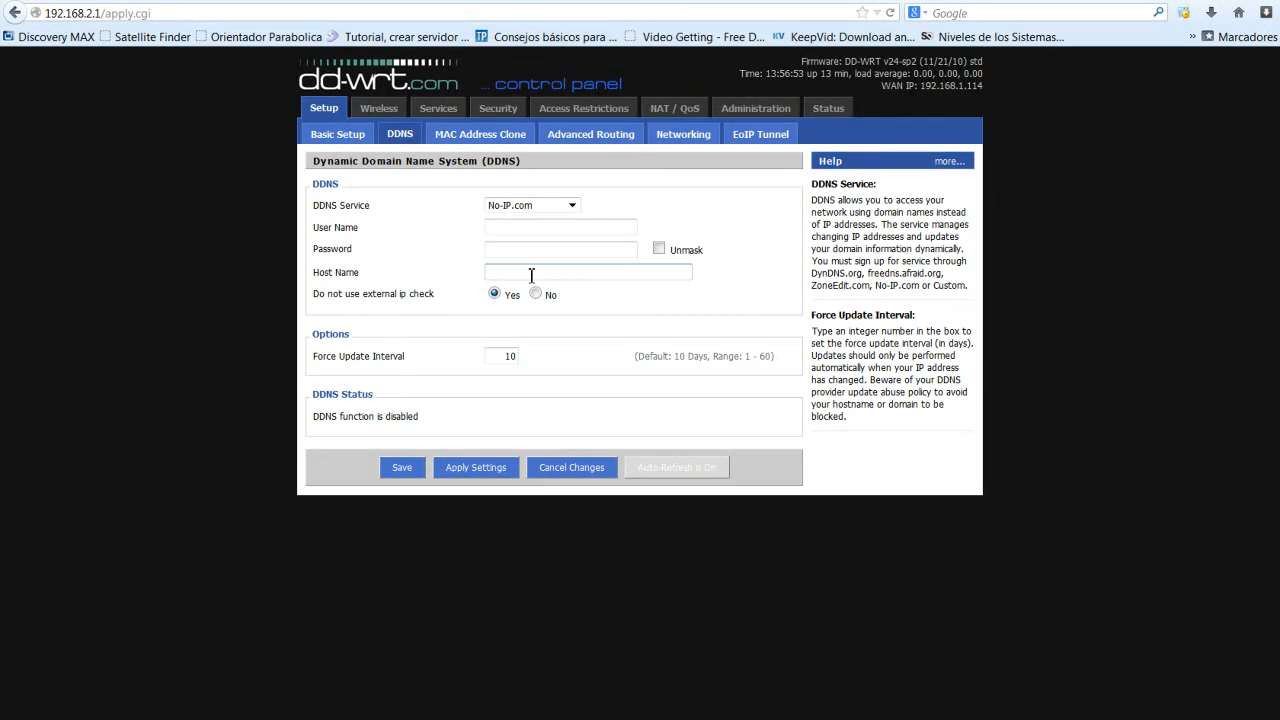 192.168.2.1/apply.cgi
Google
Discovery MAX
Satellite Finder
Orientador Parabolica
Tutorial, crear servidor ...
TP Consejos básicos para ...
Video Getting - Free D...
KV KeepVid: Download an...
So Niveles de los Sistemas...
»
Marcadores
dd-wrt.com
... control panel
Firmware: DD-WRT v24-sp2 (11/21/10) std
Time: 13:56:53 up 13 min, load average: 0.00, 0.00, 0.00
WAN IP: 192.168.1.114
Setup
Wireless
Services
Security
Access Restrictions
NAT / QoS
Administration
Status
Basic Setup
DDNS
MAC Address Clone
Advanced Routing
Networking
EoIP Tunnel
Dynamic Domain Name System (DDNS)
DDNS
DDNS Service
No-IP.com
User Name
Password
Unmask
Host Name
Do not use external ip check
Yes
No
Options
Force Update Interval
10
(Default: 10 Days, Range: 1 - 60)
DDNS Status
DDNS function is disabled
Save
Apply Settings
Cancel Changes
Auto-Refresh is On
Help
more...
DDNS Service:
DDNS allows you to access your
network using domain names instead
of IP addresses. The service manages
changing IP addresses and updates
your domain information dynamically.
You must sign up for service through
DynDNS.org, freedns.afraid.org,
ZoneEdit.com, No-IP.com or Custom.
Force Update Interval:
Type an integer number in the box to
set the force update interval (in days).
Updates should only be performed
automatically when your IP address
has changed. Beware of your DDNS
provider update abuse policy to avoid
your hostname or domain to be
blocked.